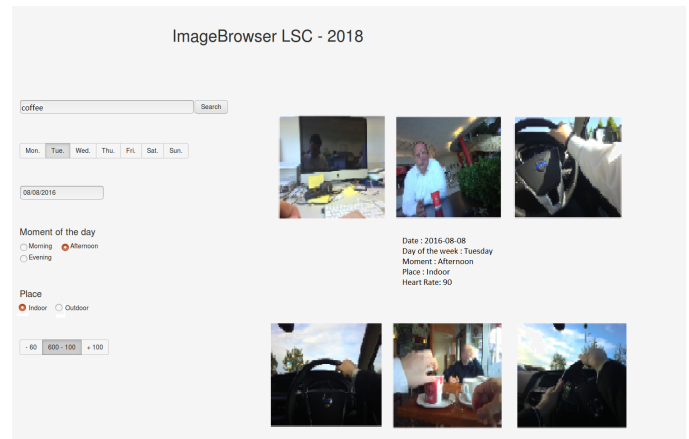 ImageBrowser LSC - 2018
coffee
Search
Mon. Tue. Wed. Thu. Fri. Sat. Sun.
08/08/2016
Moment of the day
Morning Afternoon
Evening
Place
Indoor Outdoor
- 60 600 - 100 + 100
Date : 2016-08-08
Day of the week : Tuesday
Moment : Afternoon
Place : Indoor
Heart Rate: 90